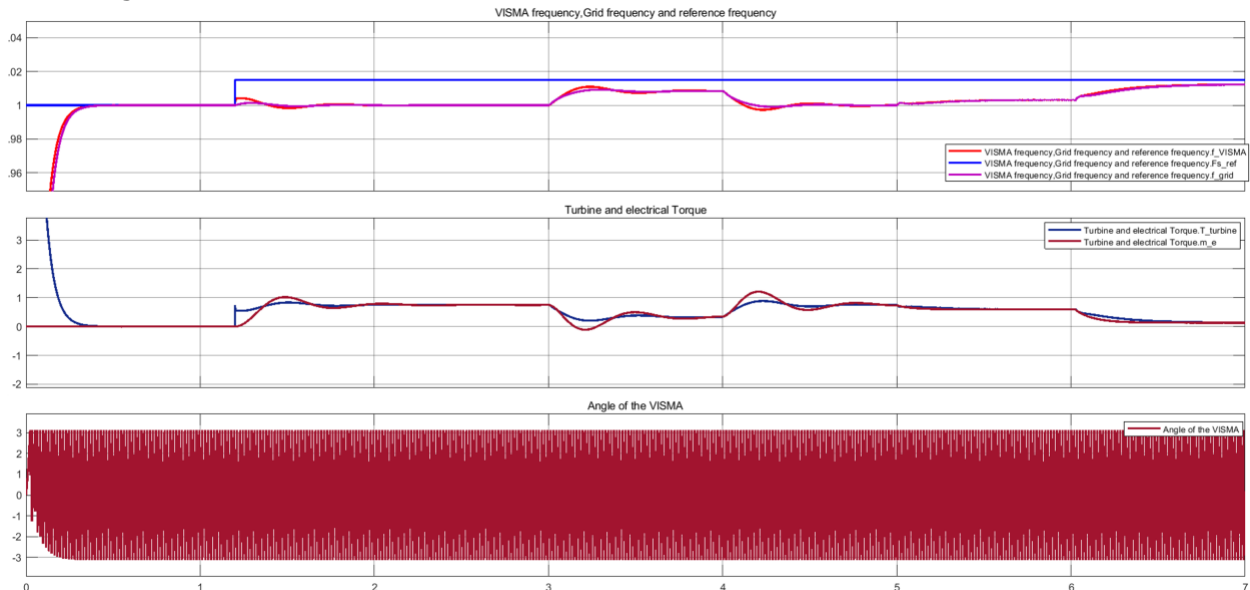 VISMA frequency,Grid frequency and reference frequency
.04
.02
1
.98
.96
VISMA frequency,Grid frequency and reference frequency.f_VISMA
VISMA frequency,Grid frequency and reference frequency.Fs_ref
VISMA frequency,Grid frequency and reference frequency.f_grid
Turbine and electrical Torque
3
2
1
0
-1
-2
Turbine and electrical Torque.T_turbine
Turbine and electrical Torque.m_e
Angle of the VISMA
3
2
1
0
-1
-2
-3
Angle of the VISMA
0 1 2 3 4 5 6 7